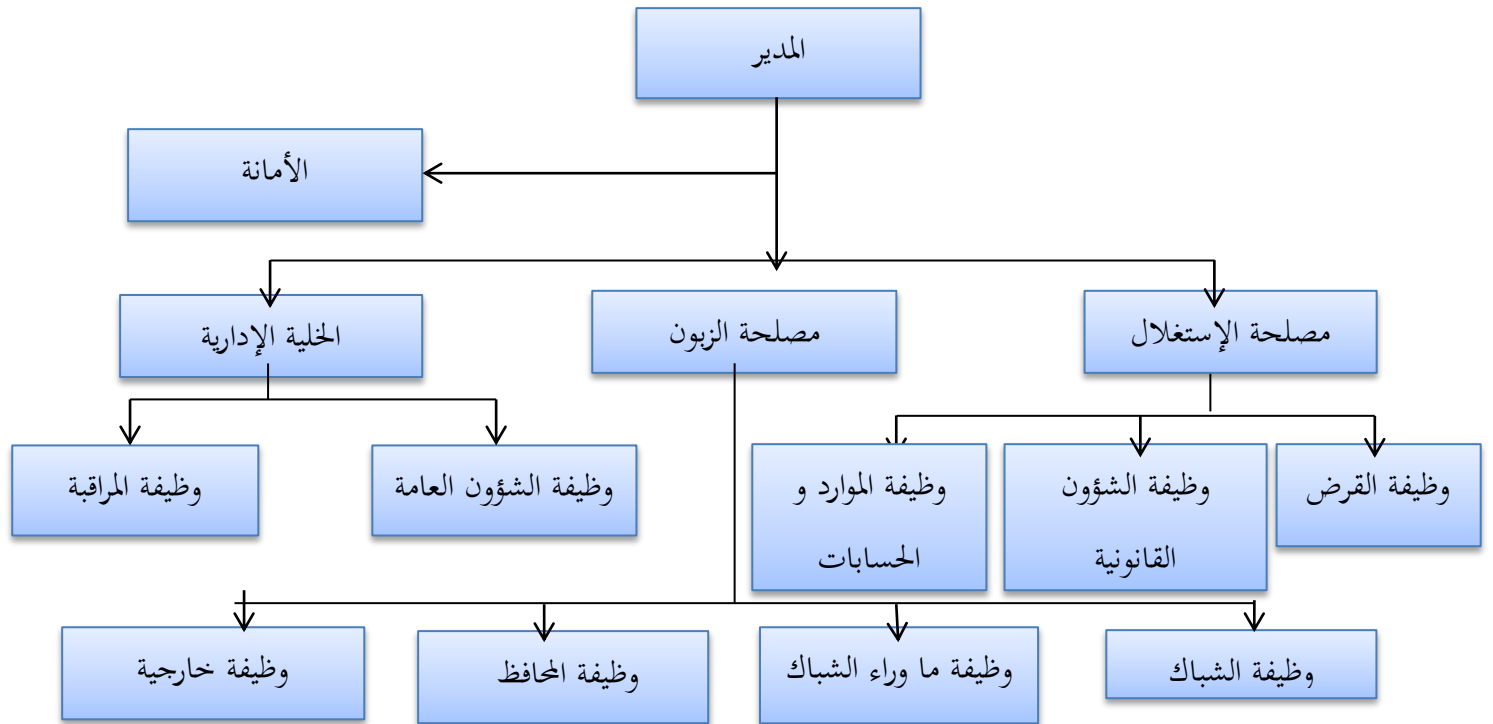 المدير
الأمانة
مصلحة الإستغلال
مصلحة الزبون
الخلية الإدارية
وظيفة القرض
وظيفة الشؤون
القانونية
وظيفة الموارد و
الحسابات
وظيفة الشؤون العامة
وظيفة المراقبة
وظيفة الشباك
وظيفة ما وراء الشباك
وظيفة المحافظ
وظيفة خارجية